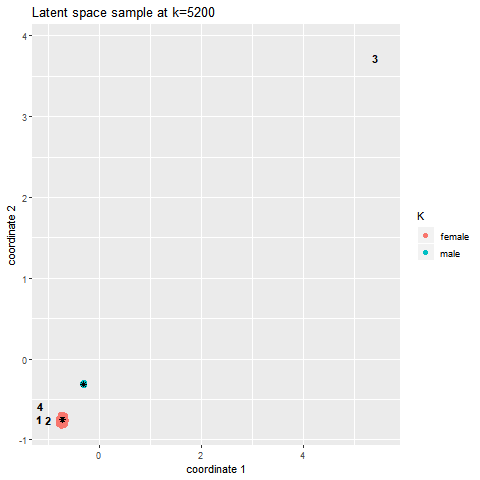 Latent space sample at k=5200
4
3
2
1
0
-1
coordinate 2
3
4
1 2
*
*
0
2
4
coordinate 1
K
female
male